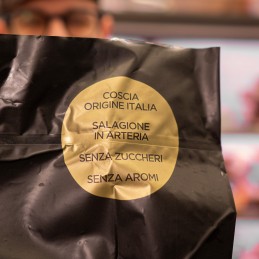 COSCIA
ORIGINE ITALIA
SALAGIONE
IN ARTERIA
SENZA ZUCCHERI
SENZA AROMI